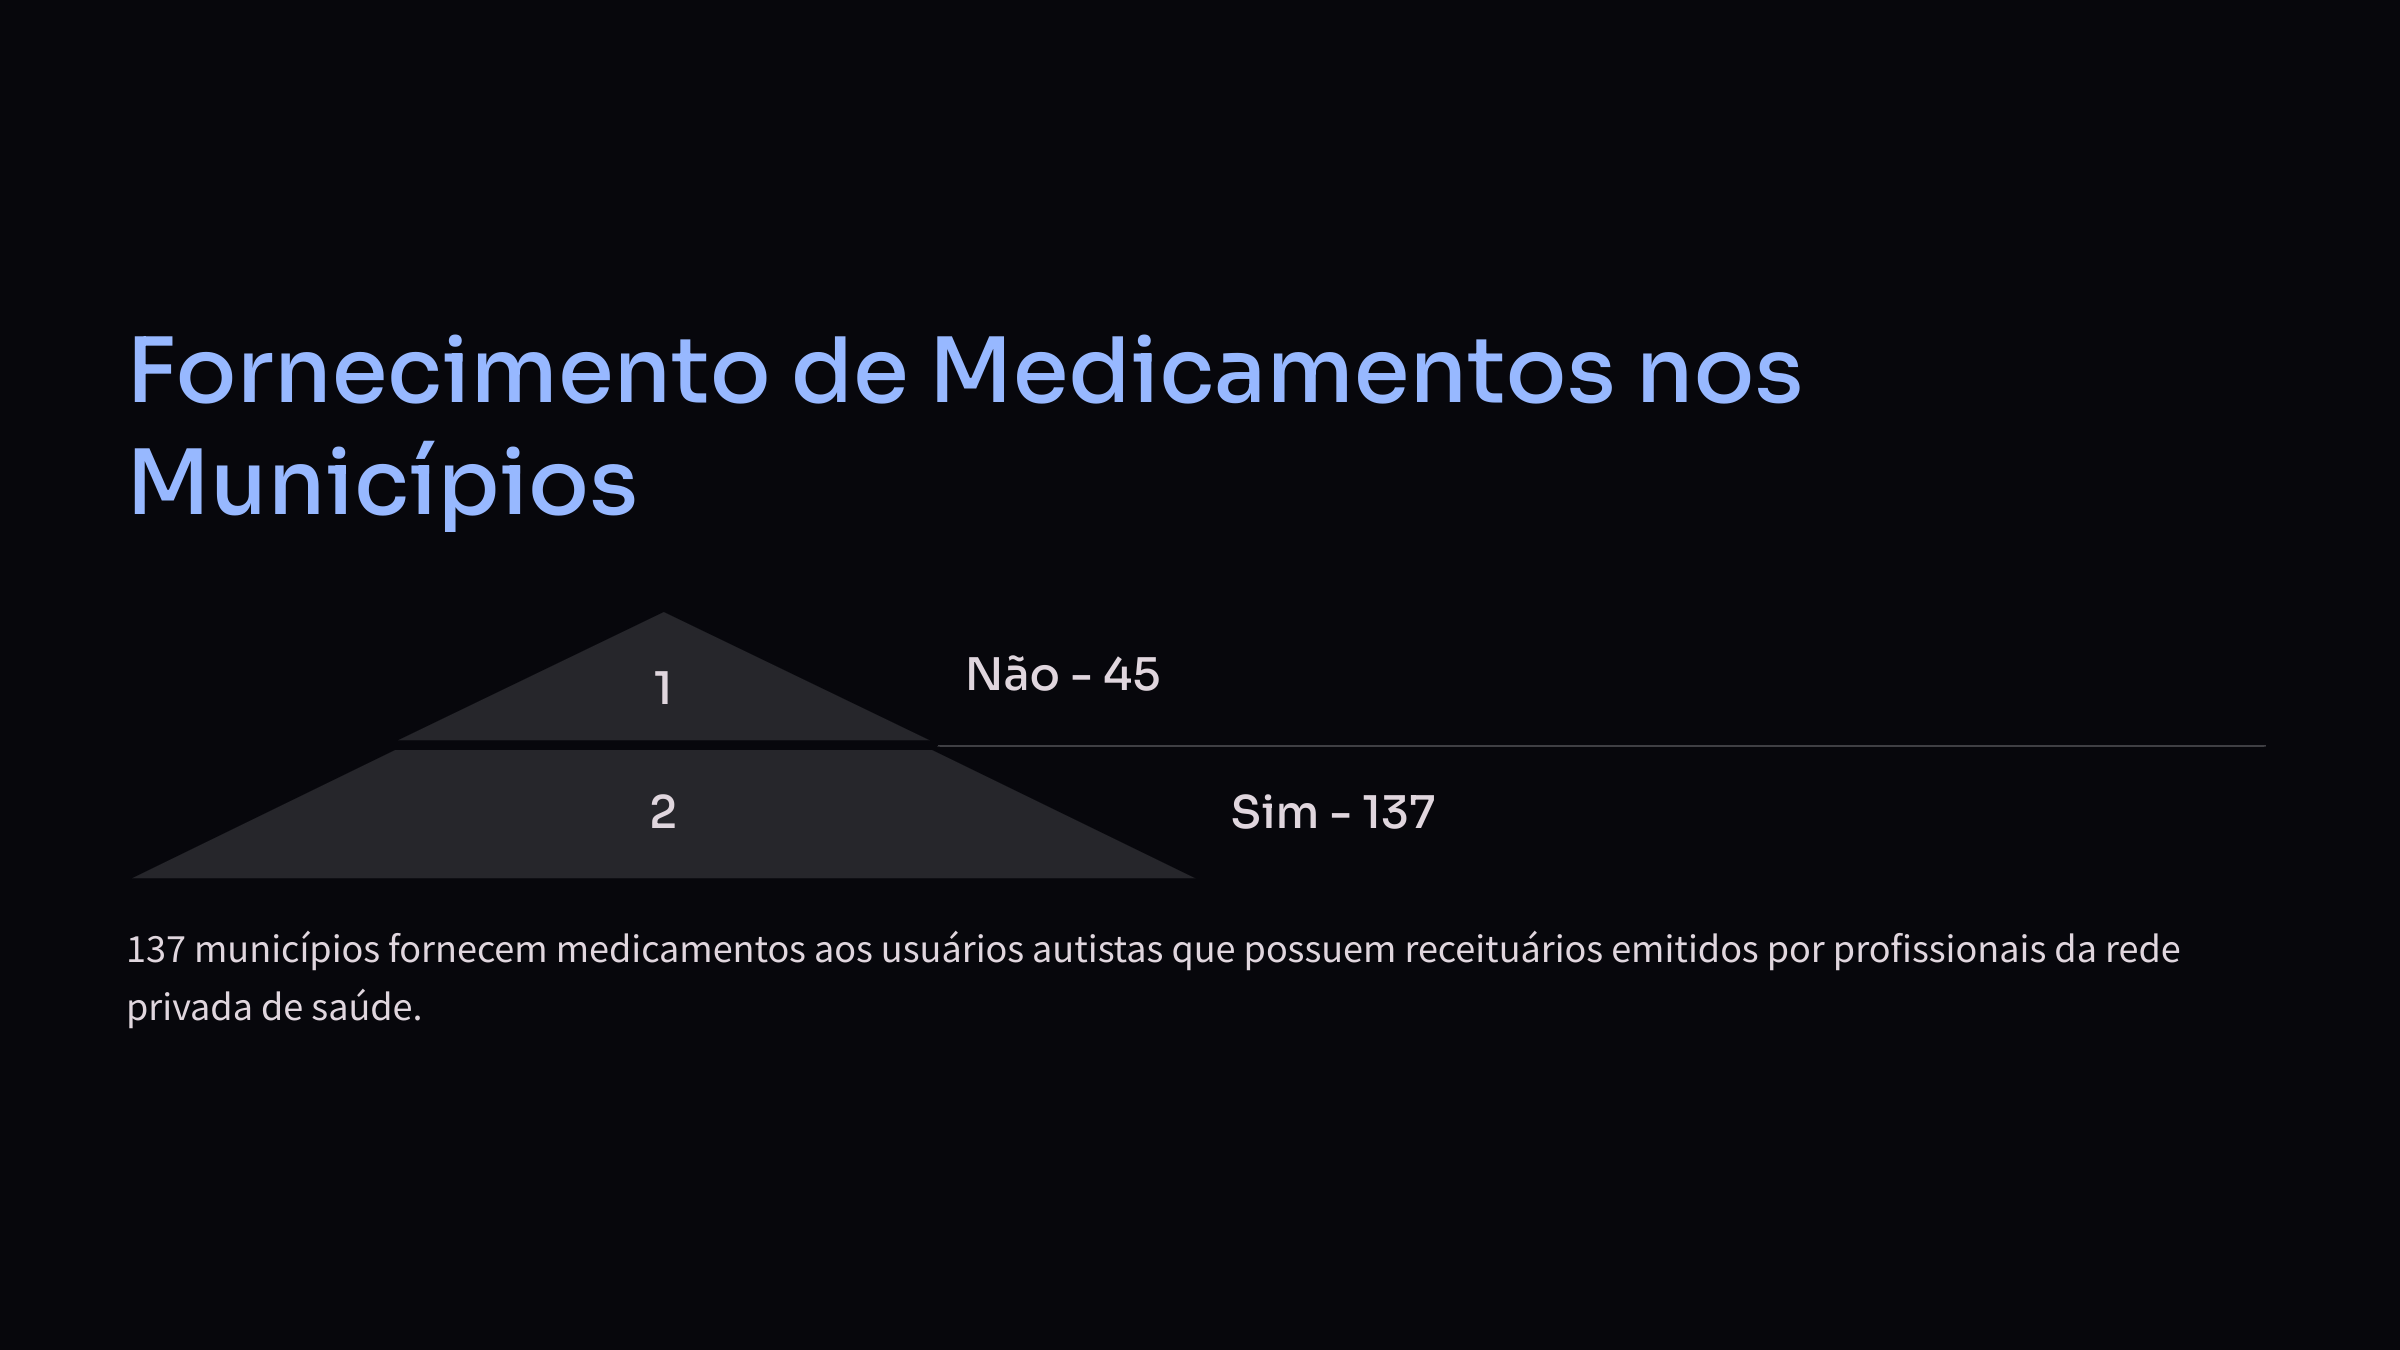 Fornecimento de Medicamentos nos
Municípios
1
Não - 45
2
Sim - 137
137 municípios fornecem medicamentos aos usuários autistas que possuem receituários emitidos por profissionais da rede
privada de saúde.